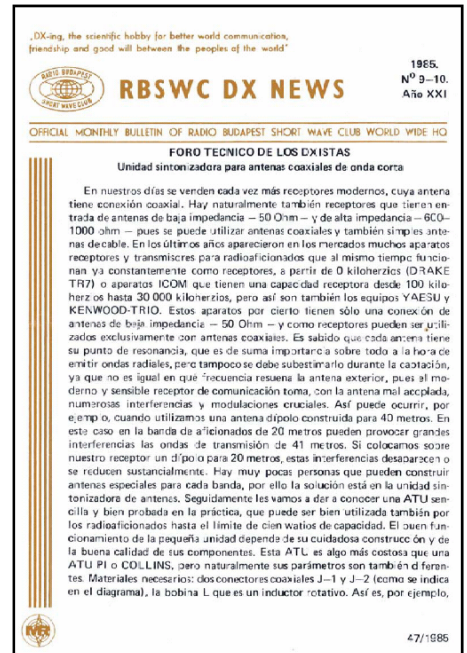 „DX-ing, the scientific hobby for better world communication,
friendship and good will between the peoples of the world"
RADIO BUDAPEST
SHORT WAVE CLUB
RBSWC DX NEWS
1985.
Nº 9–10.
Año XXI
OFFICIAL MONTHLY BULLETIN OF RADIO BUDAPEST SHORT WAVE CLUB WORLD WIDE HQ
FORO TECNICO DE LOS DXISTAS
Unidad sintonizadora para antenas coaxiales de onda corta
En nuestros días se venden cada vez más receptores modernos, cuya antena
tiene conexión coaxial. Hay naturalmente también receptores que tienen en-
trada de antenas de baja impedancia – 50 Ohm – y de alta impedancia – 600–
1000 ohm – pues se puede utilizar antenas coaxiales y también simples ante-
nas de cable. En los últimos años aparecieron en los mercados muchos aparatos
receptores y transmisores para radioaficionados que al mismo tiempo funcio-
nan ya constantemente como receptores, a partir de 0 kiloherzios (DRAKE
TR7) o aparatos ICOM que tienen una capacidad receptora desde 100 kilo-
herzios hasta 30 000 kiloherzios, pero así son también los equipos YAESU y
KENWOOD-TRIO. Estos aparatos por cierto tienen sólo una conexión de
antenas de baja impedancia – 50 Ohm – y como receptores pueden ser utili-
zados exclusivamente con antenas coaxiales. Es sabido que cada antena tiene
su punto de resonancia, que es de suma importancia sobre todo a la hora de
emitir ondas radiales, pero tampoco se debe subestimarlo durante la captación,
ya que no es igual en qué frecuencia resuena la antena exterior, pues el mo-
derno y sensible receptor de comunicación toma, con la antena mal acoplada,
numerosas interferencias y modulaciones cruciales. Así puede ocurrir, por
ejemplo, cuando utilizamos una antena dípolo construida para 40 metros. En
este caso en la banda de aficionados de 20 metros pueden provocar grandes
interferencias las ondas de transmisión de 41 metros. Si colocamos sobre
nuestro receptor un dípolo para 20 metros, estas interferencias desaparecen o
se reducen sustancialmente. Hay muy pocas personas que pueden construir
antenas especiales para cada banda, por ello la solución está en la unidad sin-
tonizadora de antenas. Seguidamente les vamos a dar a conocer una ATU sen-
cilla y bien probada en la práctica, que puede ser bien utilizada también por
los radioaficionados hasta el límite de cien watios de capacidad. El buen fun-
cionamiento de la pequeña unidad depende de su cuidadosa construcción y de
la buena calidad de sus componentes. Esta ATU es algo más costosa que una
ATU PI o COLLINS, pero naturalmente sus parámetros son también diferen-
tes. Materiales necesarios: dos conectores coaxiales J–1 y J–2 (como se indica
en el diagrama), la bobina L que es un inductor rotativo. Así es, por ejemplo,
MR
47/1985